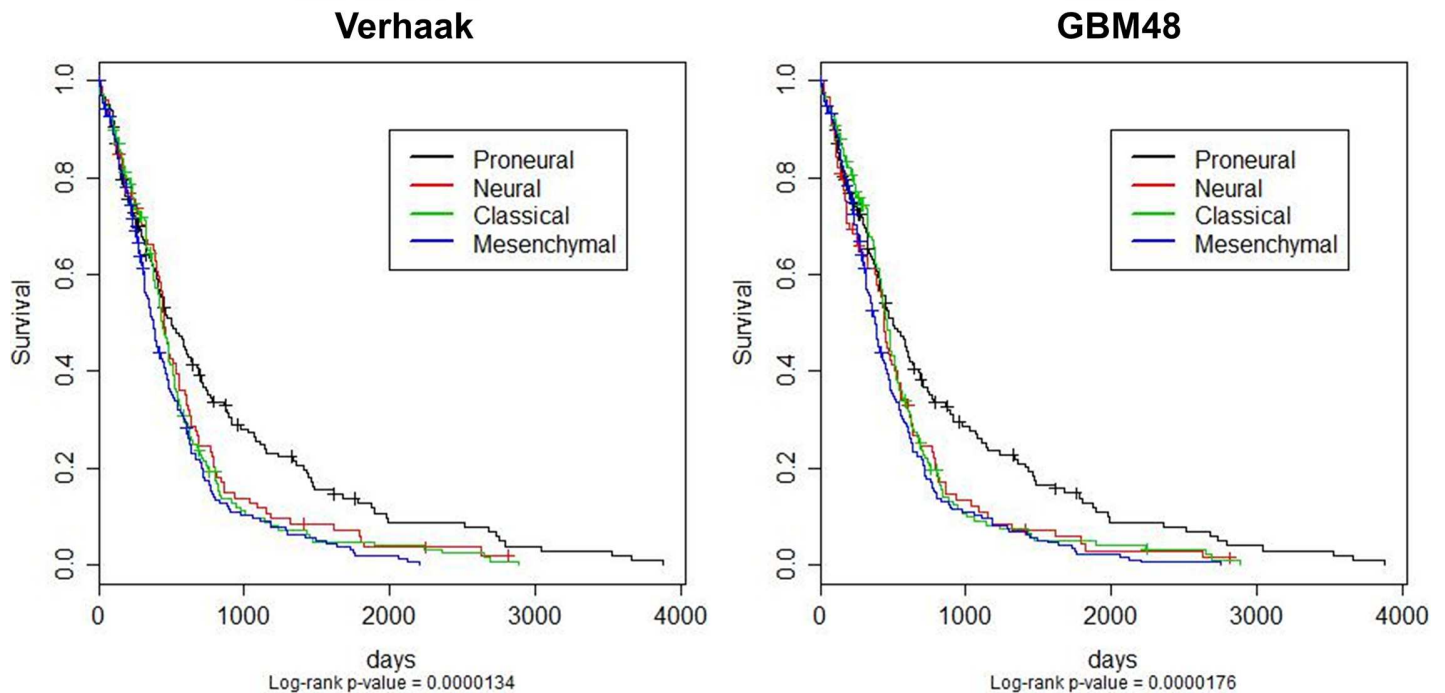 Verhaak
GBM48
Survival
1.0
0.8
0.6
0.4
0.2
0.0
Proneural
Neural
Classical
Mesenchymal
0 1000 2000 3000 4000
days
Log-rank p-value = 0.0000134
Survival
1.0
0.8
0.6
0.4
0.2
0.0
Proneural
Neural
Classical
Mesenchymal
0 1000 2000 3000 4000
days
Log-rank p-value = 0.0000176